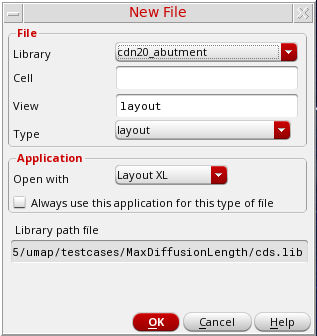 New File
File
Library cdn20_abutment
Cell
View layout
Type layout
Application
Open with Layout XL
Always use this application for this type of file
Library path file
5/umap/testcases/MaxDiffusionLength/cds.lib
OK Cancel Help